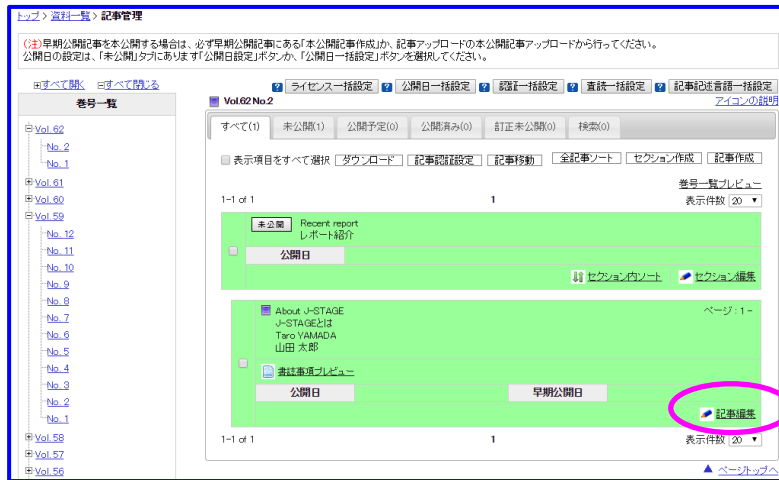 トップ > 資料一覧 > 記事管理
(注)早期公開記事を本公開する場合は、必ず早期公開記事にある「本公開記事作成」か、記事アップロードの本公開記事アップロードから行ってください。
公開日の設定は、「未公開」タブにあります「公開日設定」ボタンか、「公開日一括設定」ボタンを選択してください。
すべて開く すべて閉じる
巻号一覧
Vol. 62
No. 2
No. 1
Vol. 61
Vol. 60
Vol. 59
No. 12
No. 11
No. 10
No. 9
No. 8
No. 7
No. 6
No. 5
No. 4
No. 3
No. 2
No. 1
Vol. 58
Vol. 57
Vol. 56
? ライセンス一括設定 ? 公開日一括設定 ? 認証一括設定 ? 査読一括設定 ? 記事記述言語一括設定
Vol.62 No.2 アイコンの説明
すべて(1) 未公開(1) 公開予定(0) 公開済み(0) 訂正未公開(0) 検索(0)
表示項目をすべて選択 ダウンロード 記事認証設定 記事移動 全記事ソート セクション作成 記事作成
巻号一覧プレビュー
1-1 of 1 1 表示件数 20 ▼
未公開 Recent report
レポート紹介
公開日
セクション内ソート セクション編集
About J-STAGE ページ : 1 -
J-STAGEとは
Taro YAMADA
山田 太郎
書誌事項プレビュー
公開日 早期公開日
記事編集
1-1 of 1 1 表示件数 20 ▼
▲ ページトップへ